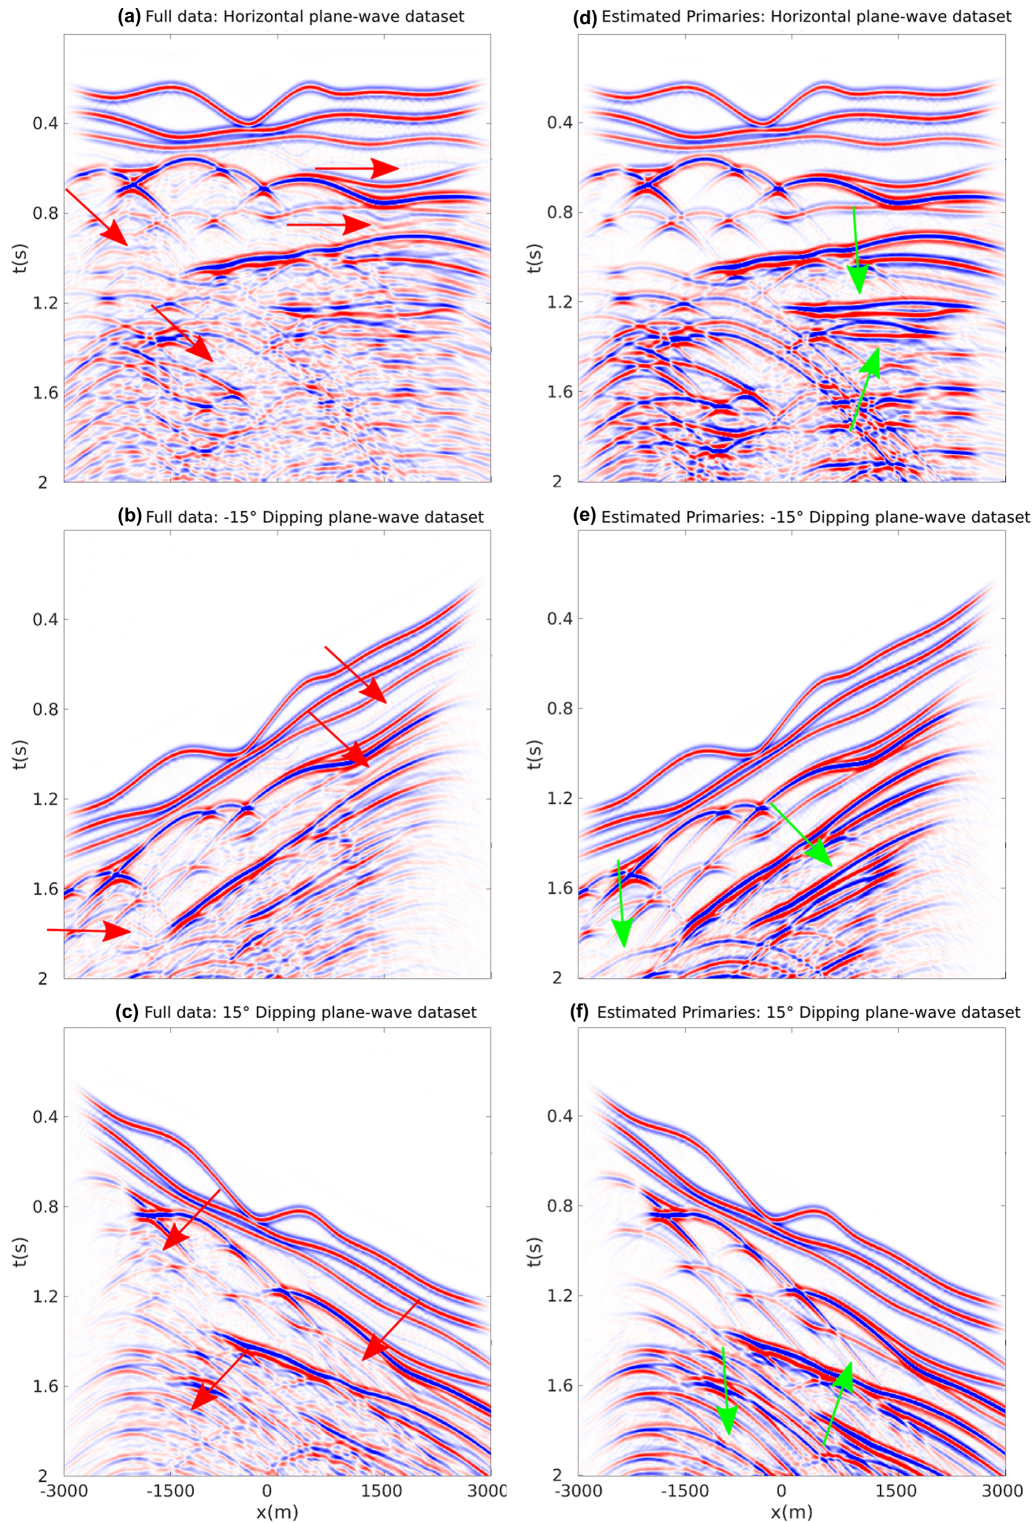 (a) Full data: Horizontal plane-wave dataset
(d) Estimated Primaries: Horizontal plane-wave dataset
0.4
0.8
1.2
1.6
2
t(s)
0.4
0.8
1.2
1.6
2
t(s)
(b) Full data: -15° Dipping plane-wave dataset
(e) Estimated Primaries: -15° Dipping plane-wave dataset
0.4
0.8
1.2
1.6
2
t(s)
0.4
0.8
1.2
1.6
2
t(s)
(c) Full data: 15° Dipping plane-wave dataset
(f) Estimated Primaries: 15° Dipping plane-wave dataset
0.4
0.8
1.2
1.6
2
t(s)
-3000 -1500 0 1500 3000
x(m)
0.4
0.8
1.2
1.6
2
t(s)
-3000 -1500 0 1500 3000
x(m)